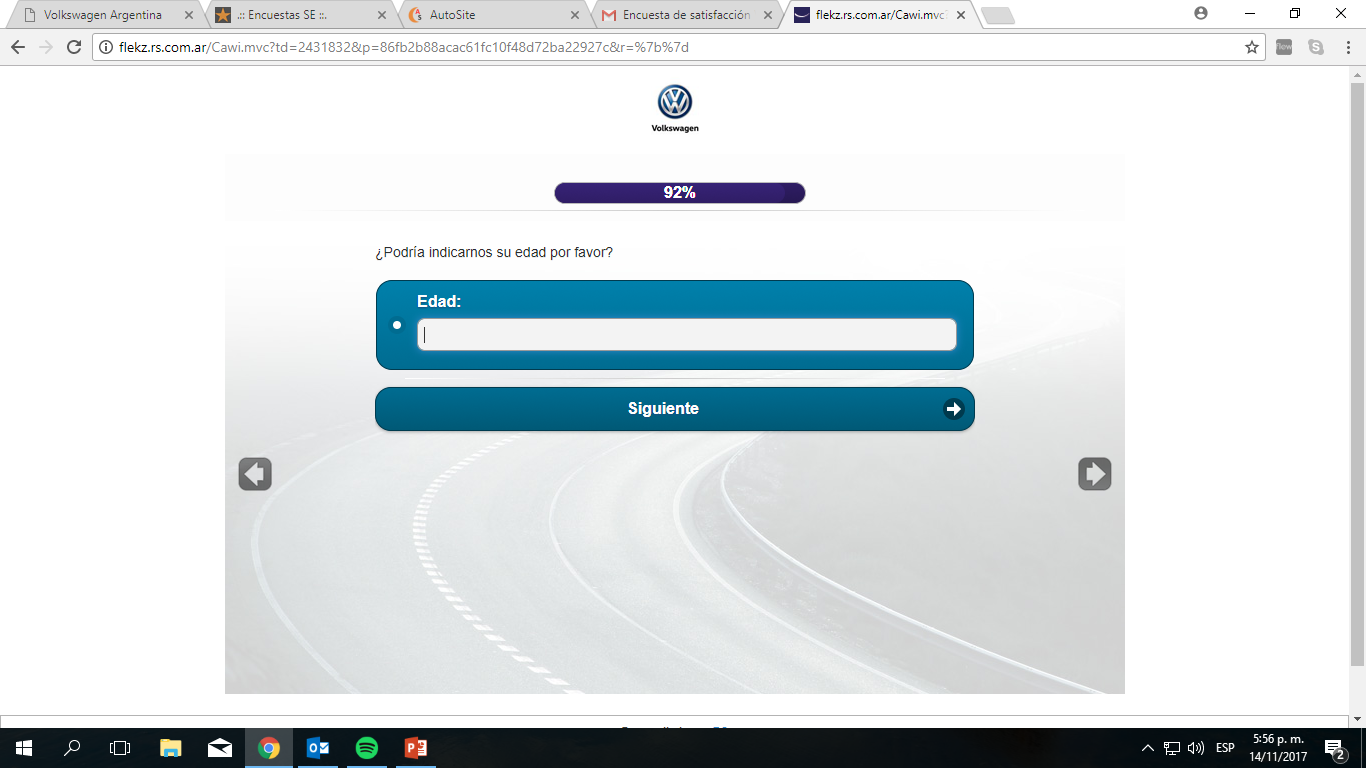 Volkswagen Argentina
.:: Encuestas SE ::.
AutoSite
Encuesta de satisfacción
flekz.rs.com.ar/Cawi.mvc
flekz.rs.com.ar/Cawi.mvc?td=2431832&p=86fb2b88acac61fc10f48d72ba22927c&r=%7b%7d
flow
Volkswagen
92%
¿Podría indicarnos su edad por favor?
Edad:
Siguiente
ESP
5:56 p. m.
14/11/2017
2